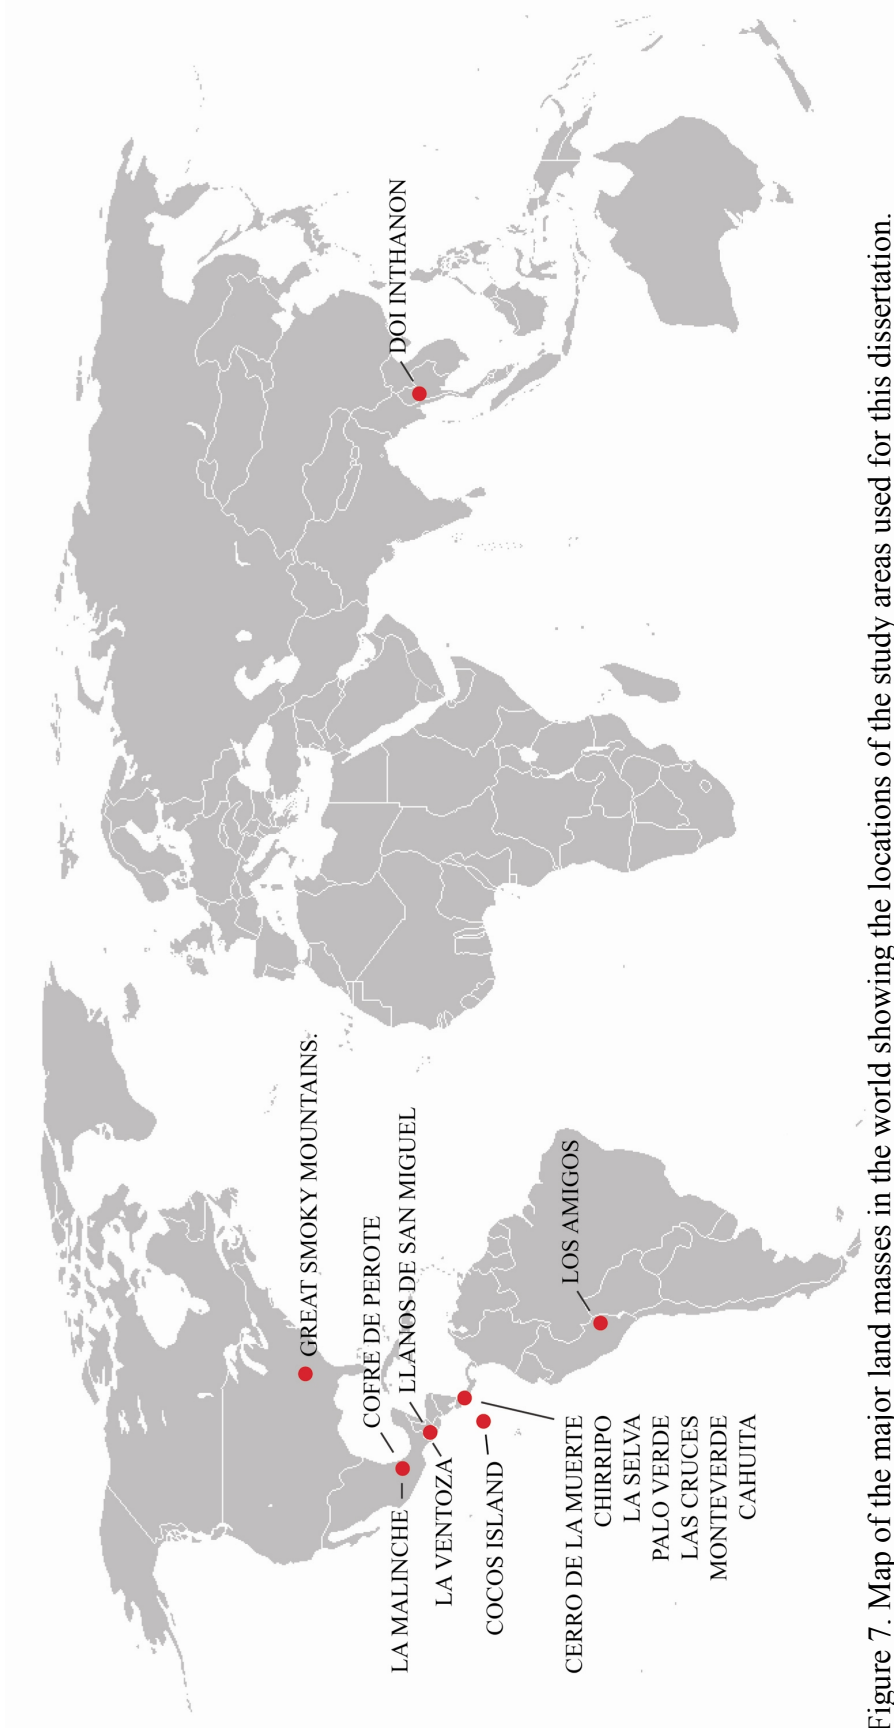 GREAT SMOKY MOUNTAINS.
COFRE DE PEROTE
LLANOS DE SAN MIGUEL
LA MALINCHE
LA VENTOZA
COCOS ISLAND
CERRO DE LA MUERTE
CHIRRIPO
LA SELVA
PALO VERDE
LAS CRUCES
MONTEVERDE
CAHUITA
LOS AMIGOS
DOI INTHANON
Figure 7. Map of the major land masses in the world showing the locations of the study areas used for this dissertation.